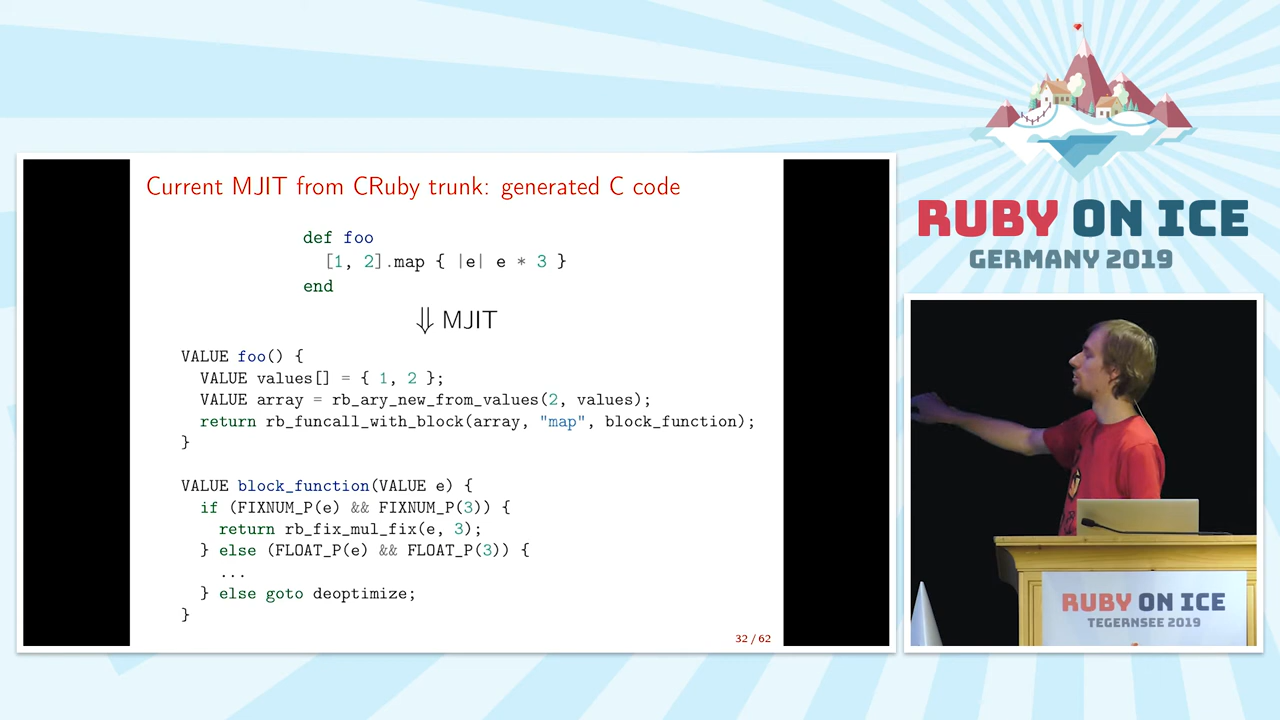 Current MJIT from CRuby trunk: generated C code
def foo
[1, 2].map { |e| e * 3 }
end
⇓ MJIT
VALUE foo() {
VALUE values[] = { 1, 2 };
VALUE array = rb_ary_new_from_values(2, values);
return rb_funcall_with_block(array, "map", block_function);
}
VALUE block_function(VALUE e) {
if (FIXNUM_P(e) && FIXNUM_P(3)) {
return rb_fix_mul_fix(e, 3);
} else (FLOAT_P(e) && FLOAT_P(3)) {
...
} else goto deoptimize;
}
32 / 62
RUBY ON ICE
GERMANY 2019
RUBY ON ICE
TEGERNSEE 2019